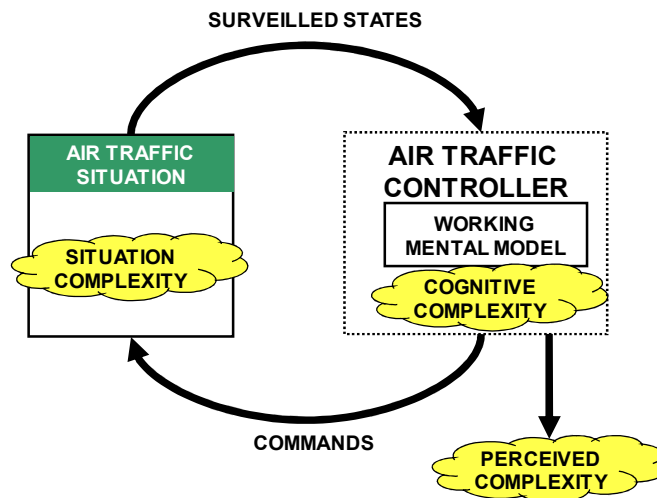 SURVEILLED STATES
AIR TRAFFIC
SITUATION
SITUATION
COMPLEXITY
AIR TRAFFIC
CONTROLLER
WORKING
MENTAL MODEL
COGNITIVE
COMPLEXITY
COMMANDS
PERCEIVED
COMPLEXITY